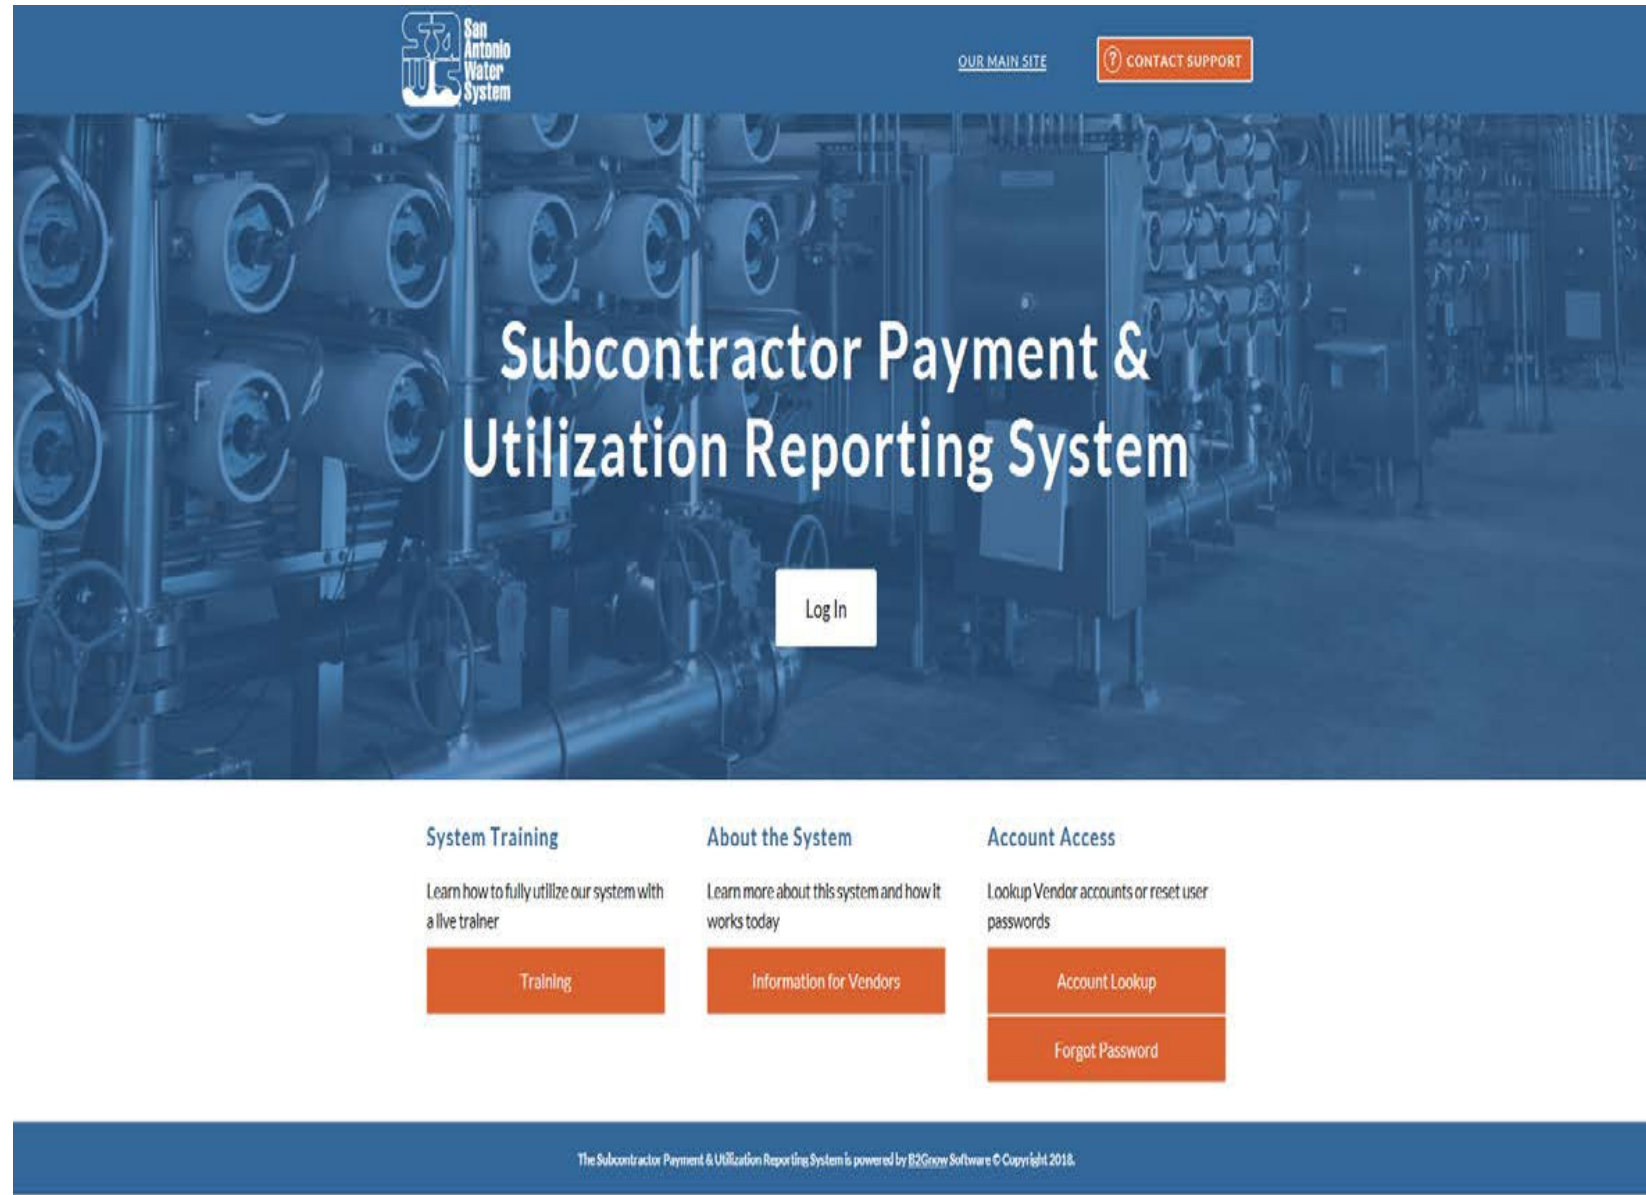 SAWS
San
Antonio
Water
System
OUR MAIN SITE
? CONTACT SUPPORT
Subcontractor Payment &
Utilization Reporting System
Log In
System Training
Learn how to fully utilize our system with
a live trainer
Training
About the System
Learn more about this system and how it
works today
Information for Vendors
Account Access
Lookup Vendor accounts or reset user
passwords
Account Lookup
Forgot Password
The Subcontractor Payment & Utilization Reporting System is powered by B2Gnow Software © Copyright 2018.